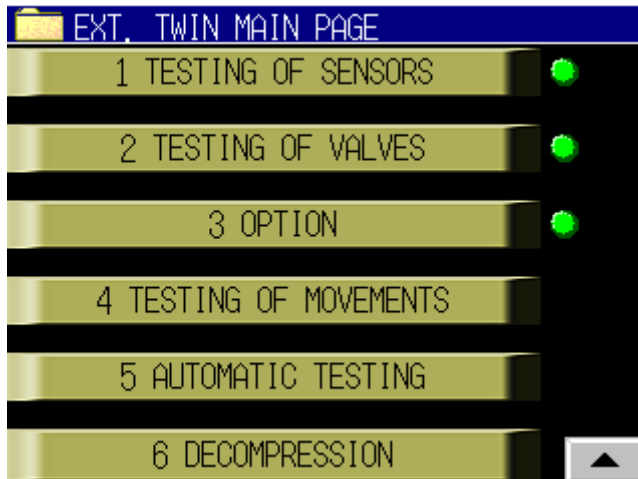 EXT. TWIN MAIN PAGE
1 TESTING OF SENSORS
2 TESTING OF VALVES
3 OPTION
4 TESTING OF MOVEMENTS
5 AUTOMATIC TESTING
6 DECOMPRESSION